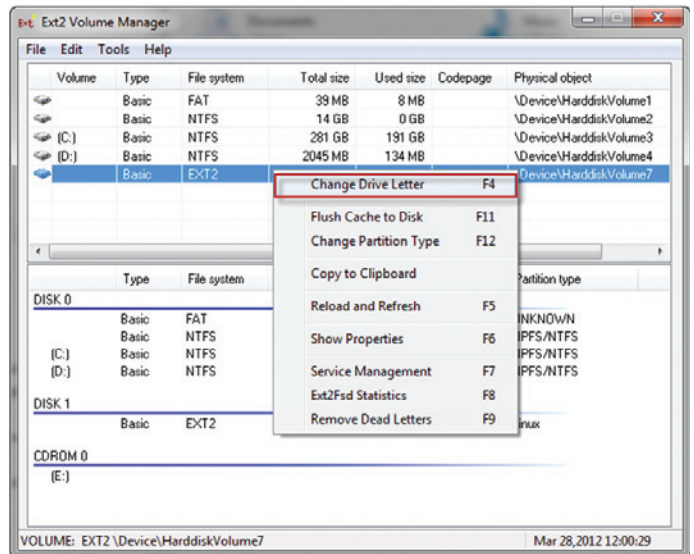 Ext2 Volume Manager
File Edit Tools Help
Volume Type File system Total size Used size Codepage Physical object
Basic FAT 39 MB 8 MB \Device\HarddiskVolume1
Basic NTFS 14 GB 0 GB \Device\HarddiskVolume2
(C:) Basic NTFS 281 GB 191 GB \Device\HarddiskVolume3
(D:) Basic NTFS 2045 MB 134 MB \Device\HarddiskVolume4
Basic EXT2 Device\HarddiskVolume7
Change Drive Letter F4
Flush Cache to Disk F11
Change Partition Type F12
Copy to Clipboard
Reload and Refresh F5
Show Properties F6
Service Management F7
Ext2Fsd Statistics F8
Remove Dead Letters F9
Type File system Partition type
DISK 0
Basic FAT UNKNOWN
Basic NTFS HPFS/NTFS
(C:) Basic NTFS HPFS/NTFS
(D:) Basic NTFS HPFS/NTFS
DISK 1
Basic EXT2 Linux
CDROM 0
(E:)
VOLUME: EXT2 \Device\HarddiskVolume7 Mar 28,2012 12:00:29